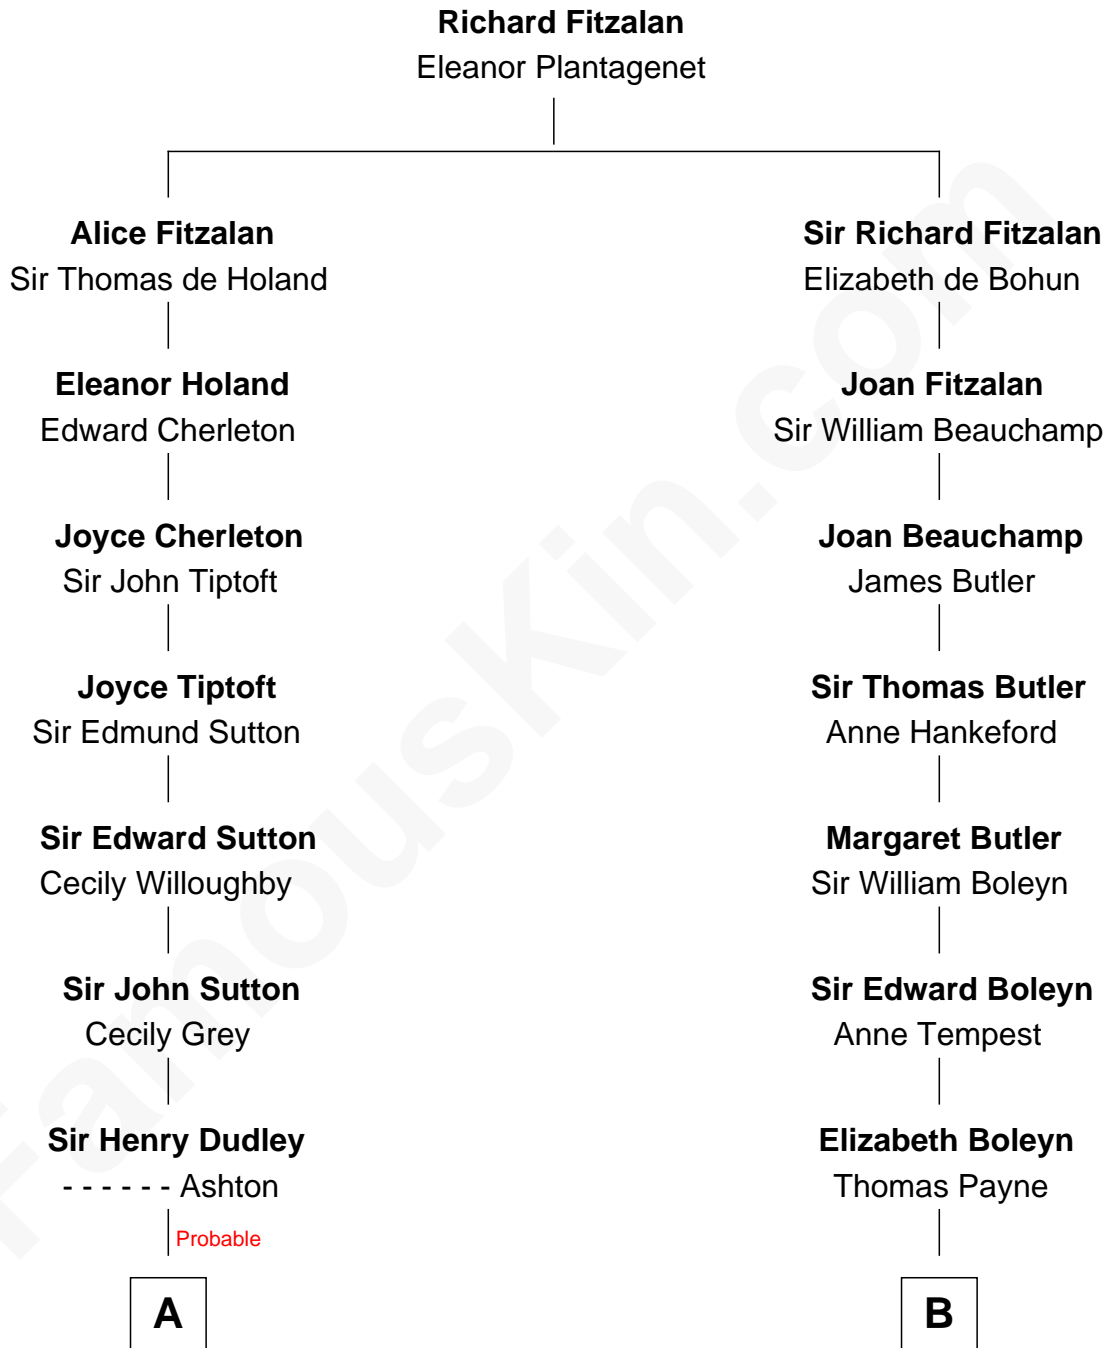 Richard Fitzalan
Eleanor Plantagenet
Alice Fitzalan
Sir Thomas de Holand
Sir Richard Fitzalan
Elizabeth de Bohun
Eleanor Holand
Edward Cherleton
Joan Fitzalan
Sir William Beauchamp
Joyce Cherleton
Sir John Tiptoft
Joan Beauchamp
James Butler
Joyce Tiptoft
Sir Edmund Sutton
Sir Thomas Butler
Anne Hankeford
Sir Edward Sutton
Cecily Willoughby
Margaret Butler
Sir William Boleyn
Sir John Sutton
Cecily Grey
Sir Edward Boleyn
Anne Tempest
Sir Henry Dudley
- - - - - - Ashton
Elizabeth Boleyn
Thomas Payne
Probable
A
B
FamousKin.com